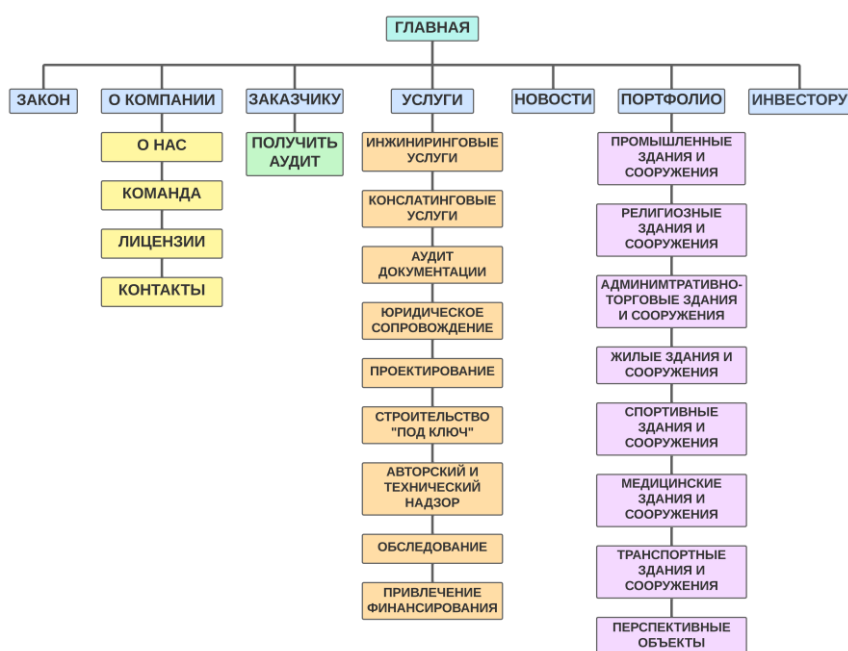 ГЛАВНАЯ
ЗАКОН
О КОМПАНИИ
ЗАКАЗЧИКУ
УСЛУГИ
НОВОСТИ
ПОРТФОЛИО
ИНВЕСТОРУ
О НАС
КОМАНДА
ЛИЦЕНЗИИ
КОНТАКТЫ
ПОЛУЧИТЬ
АУДИТ
ИНЖИНИРИНГОВЫЕ
УСЛУГИ
КОНСЛАТИНГОВЫЕ
УСЛУГИ
АУДИТ
ДОКУМЕНТАЦИИ
ЮРИДИЧЕСКОЕ
СОПРОВОЖДЕНИЕ
ПРОЕКТИРОВАНИЕ
СТРОИТЕЛЬСТВО
"ПОД КЛЮЧ"
АВТОРСКИЙ И
ТЕХНИЧЕСКИЙ
НАДЗОР
ОБСЛЕДОВАНИЕ
ПРИВЛЕЧЕНИЕ
ФИНАНСИРОВАНИЯ
ПРОМЫШЛЕННЫЕ
ЗДАНИЯ И
СООРУЖЕНИЯ
РЕЛИГИОЗНЫЕ
ЗДАНИЯ И
СООРУЖЕНИЯ
АДМИНИМТРАТИВНО-
ТОРГОВЫЕ ЗДАНИЯ
И СООРУЖЕНИЯ
ЖИЛЫЕ ЗДАНИЯ И
СООРУЖЕНИЯ
СПОРТИВНЫЕ
ЗДАНИЯ И
СООРУЖЕНИЯ
МЕДИЦИНСКИЕ
ЗДАНИЯ И
СООРУЖЕНИЯ
ТРАНСПОРТНЫЕ
ЗДАНИЯ И
СООРУЖЕНИЯ
ПЕРСПЕКТИВНЫЕ
ОБЪЕКТЫ